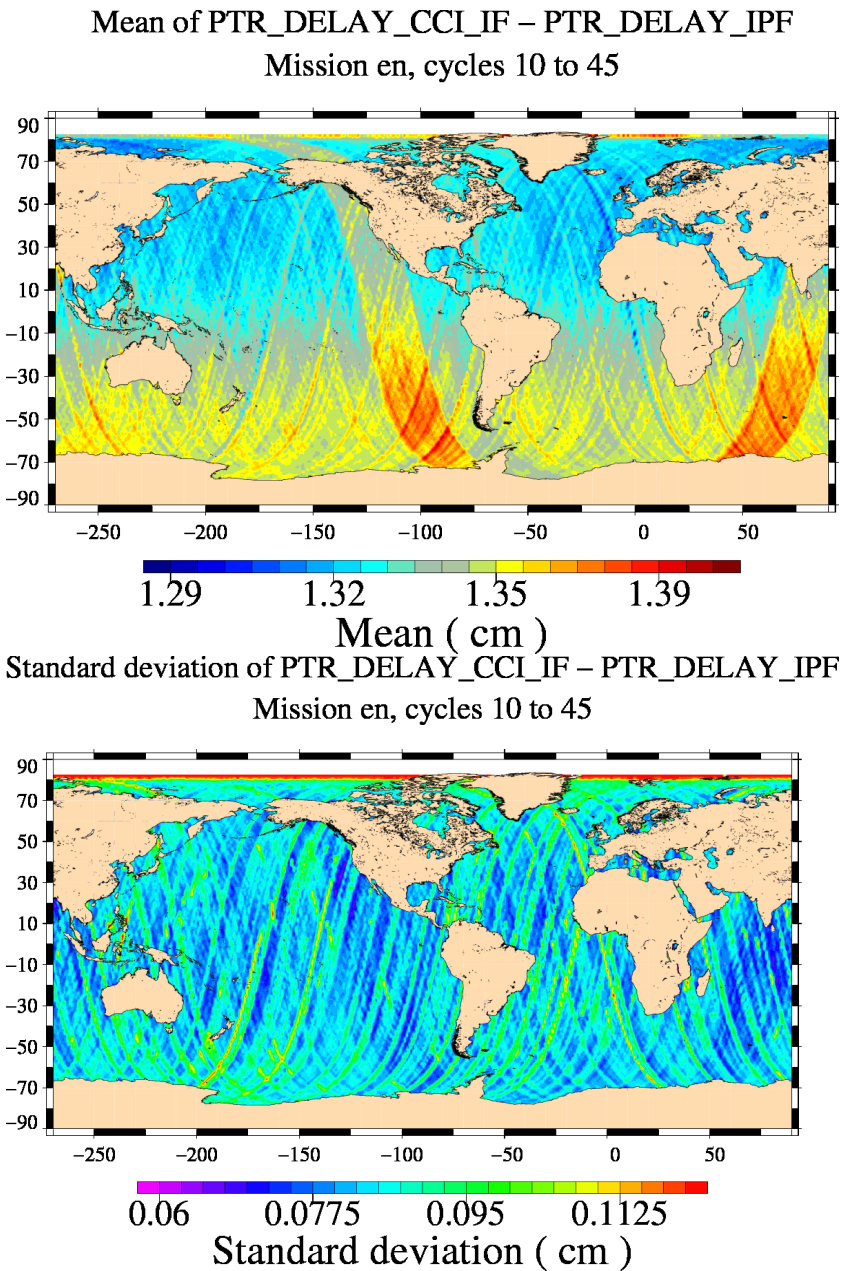 Mean of PTR_DELAY_CCI_IF – PTR_DELAY_IPF
Mission en, cycles 10 to 45
90
70
50
30
10
−10
−30
−50
−70
−90
−250 −200 −150 −100 −50 0 50
1.29 1.32 1.35 1.39
Mean ( cm )
Standard deviation of PTR_DELAY_CCI_IF – PTR_DELAY_IPF
Mission en, cycles 10 to 45
90
70
50
30
10
−10
−30
−50
−70
−90
−250 −200 −150 −100 −50 0 50
0.06 0.0775 0.095 0.1125
Standard deviation ( cm )